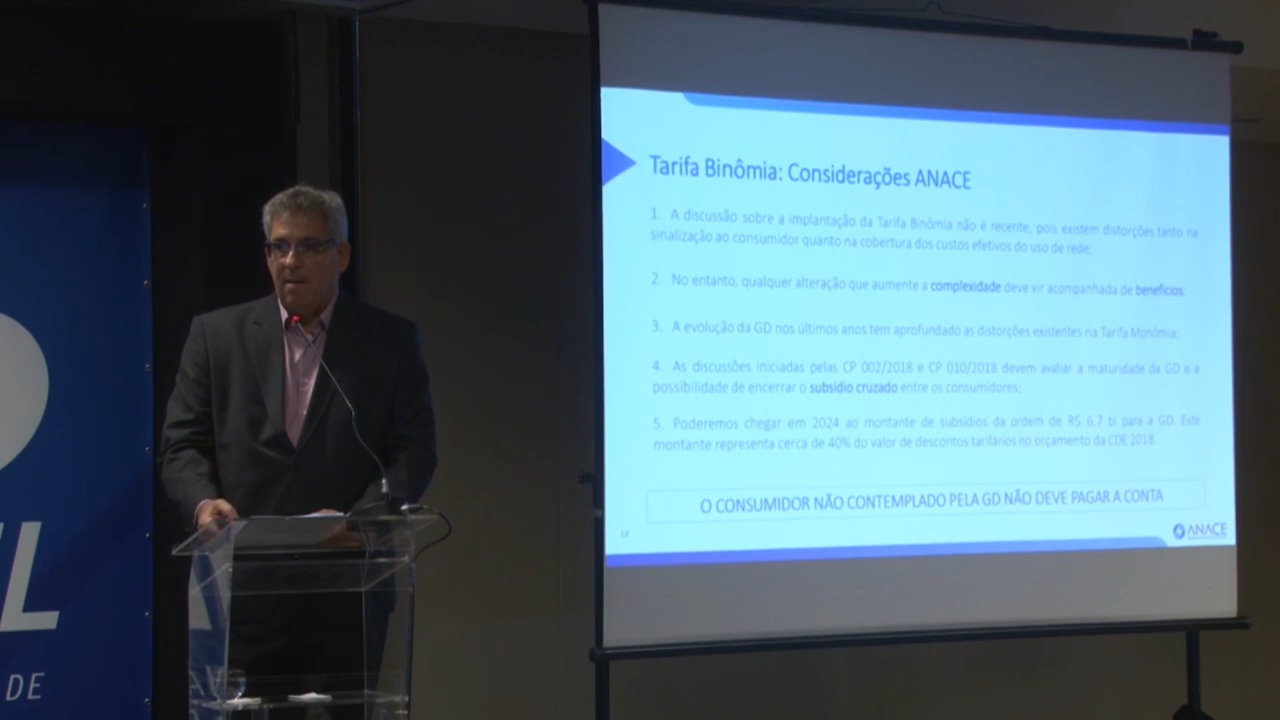 Tarifa Binômia: Considerações ANACE
1. A discussão sobre a implantação da Tarifa Binômia não é recente, pois existem distorções tanto na
sinalização ao consumidor quanto na cobertura dos custos efetivos do uso de rede;
2. No entanto, qualquer alteração que aumente a complexidade deve vir acompanhada de benefícios;
3. A evolução da GD nos últimos anos tem aprofundado as distorções existentes na Tarifa Monômia;
4. As discussões iniciadas pelas CP 002/2018 e CP 010/2018 devem avaliar a maturidade da GD e a
possibilidade de encerrar o subsídio cruzado entre os consumidores;
5. Poderemos chegar em 2024 ao montante de subsídios da ordem de R$ 6,7 bi para a GD. Este
montante representa cerca de 40% do valor de descontos tarifários no orçamento da CDE 2018.
O CONSUMIDOR NÃO CONTEMPLADO PELA GD NÃO DEVE PAGAR A CONTA
14
ANACE
L
DE